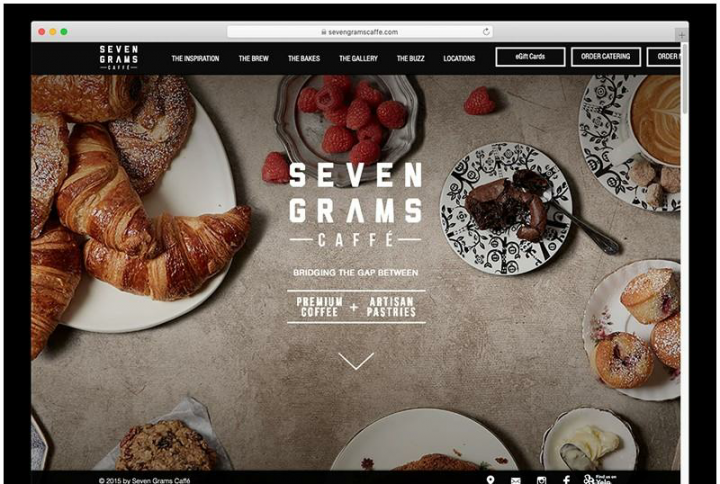 sevengramscaffe.com
SEVEN
GRAMS
CAFFÉ
THE INSPIRATION THE BREW THE BAKES THE GALLERY THE BUZZ LOCATIONS eGift Cards ORDER CATERING ORDER
SEVEN
GRAMS
CAFFÉ
BRIDGING THE GAP BETWEEN
PREMIUM COFFEE + ARTISAN PASTRIES
© 2015 by Seven Grams Caffé
Find us on
Yelp